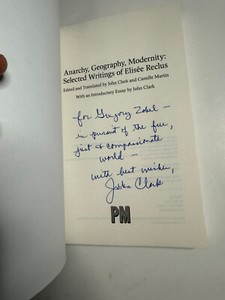 Anarchy, Geography, Modernity:
Selected Writings of Elisée Reclus
Edited and Translated by John Clark and Camille Martin
With an Introductory Essay by John Clark
—for Gregory Zobel—
in pursuit of the free,
just & compassionate
world —
with best wishes,
John Clark
PM